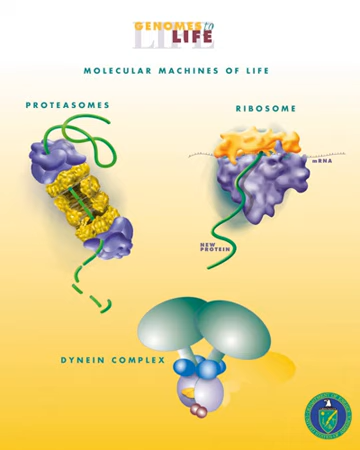 GENOMES to
LIFE
MOLECULAR MACHINES OF LIFE
PROTEASOMES
RIBOSOME
mRNA
NEW
PROTEIN
DYNEIN COMPLEX